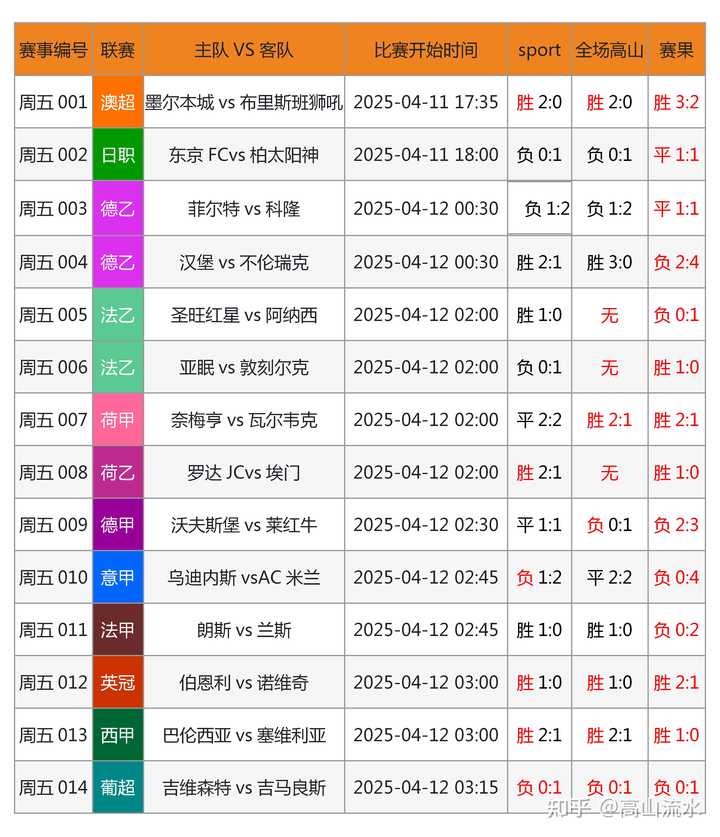 赛事编号 联赛 主队 VS 客队 比赛开始时间 sport 全场高山 赛果
周五 001 澳超 墨尔本城 vs 布里斯班狮吼 2025-04-11 17:35 胜 2:0 胜 2:0 胜 3:2
周五 002 日职 东京 FCvs 柏太阳神 2025-04-11 18:00 负 0:1 负 0:1 平 1:1
周五 003 德乙 菲尔特 vs 科隆 2025-04-12 00:30 负 1:2 负 1:2 平 1:1
周五 004 德乙 汉堡 vs 不伦瑞克 2025-04-12 00:30 胜 2:1 胜 3:0 负 2:4
周五 005 法乙 圣旺红星 vs 阿纳西 2025-04-12 02:00 胜 1:0 无 负 0:1
周五 006 法乙 亚眠 vs 敦刻尔克 2025-04-12 02:00 负 0:1 无 胜 1:0
周五 007 荷甲 奈梅亨 vs 瓦尔韦克 2025-04-12 02:00 平 2:2 胜 2:1 胜 2:1
周五 008 荷乙 罗达 JCvs 埃门 2025-04-12 02:00 胜 2:1 无 胜 1:0
周五 009 德甲 沃夫斯堡 vs 莱红牛 2025-04-12 02:30 平 1:1 负 0:1 负 2:3
周五 010 意甲 乌迪内斯 vsAC 米兰 2025-04-12 02:45 负 1:2 平 2:2 负 0:4
周五 011 法甲 朗斯 vs 兰斯 2025-04-12 02:45 胜 1:0 胜 1:0 负 0:2
周五 012 英冠 伯恩利 vs 诺维奇 2025-04-12 03:00 胜 1:0 胜 1:0 胜 2:1
周五 013 西甲 巴伦西亚 vs 塞维利亚 2025-04-12 03:00 胜 2:1 胜 2:1 胜 1:0
周五 014 葡超 吉维森特 vs 吉马良斯 2025-04-12 03:15 负 0:1 负 0:1 负 0:1
知乎 @高山流水